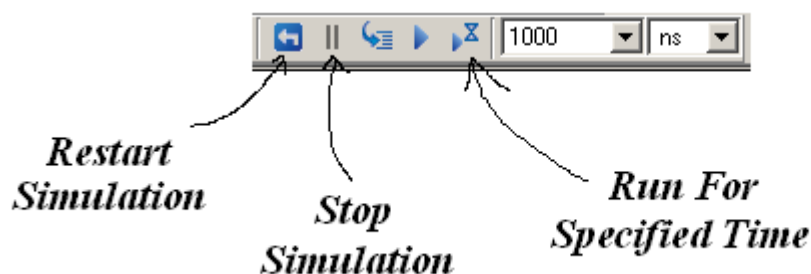 1000 ns
Restart
Simulation
Stop
Simulation
Run For
Specified Time